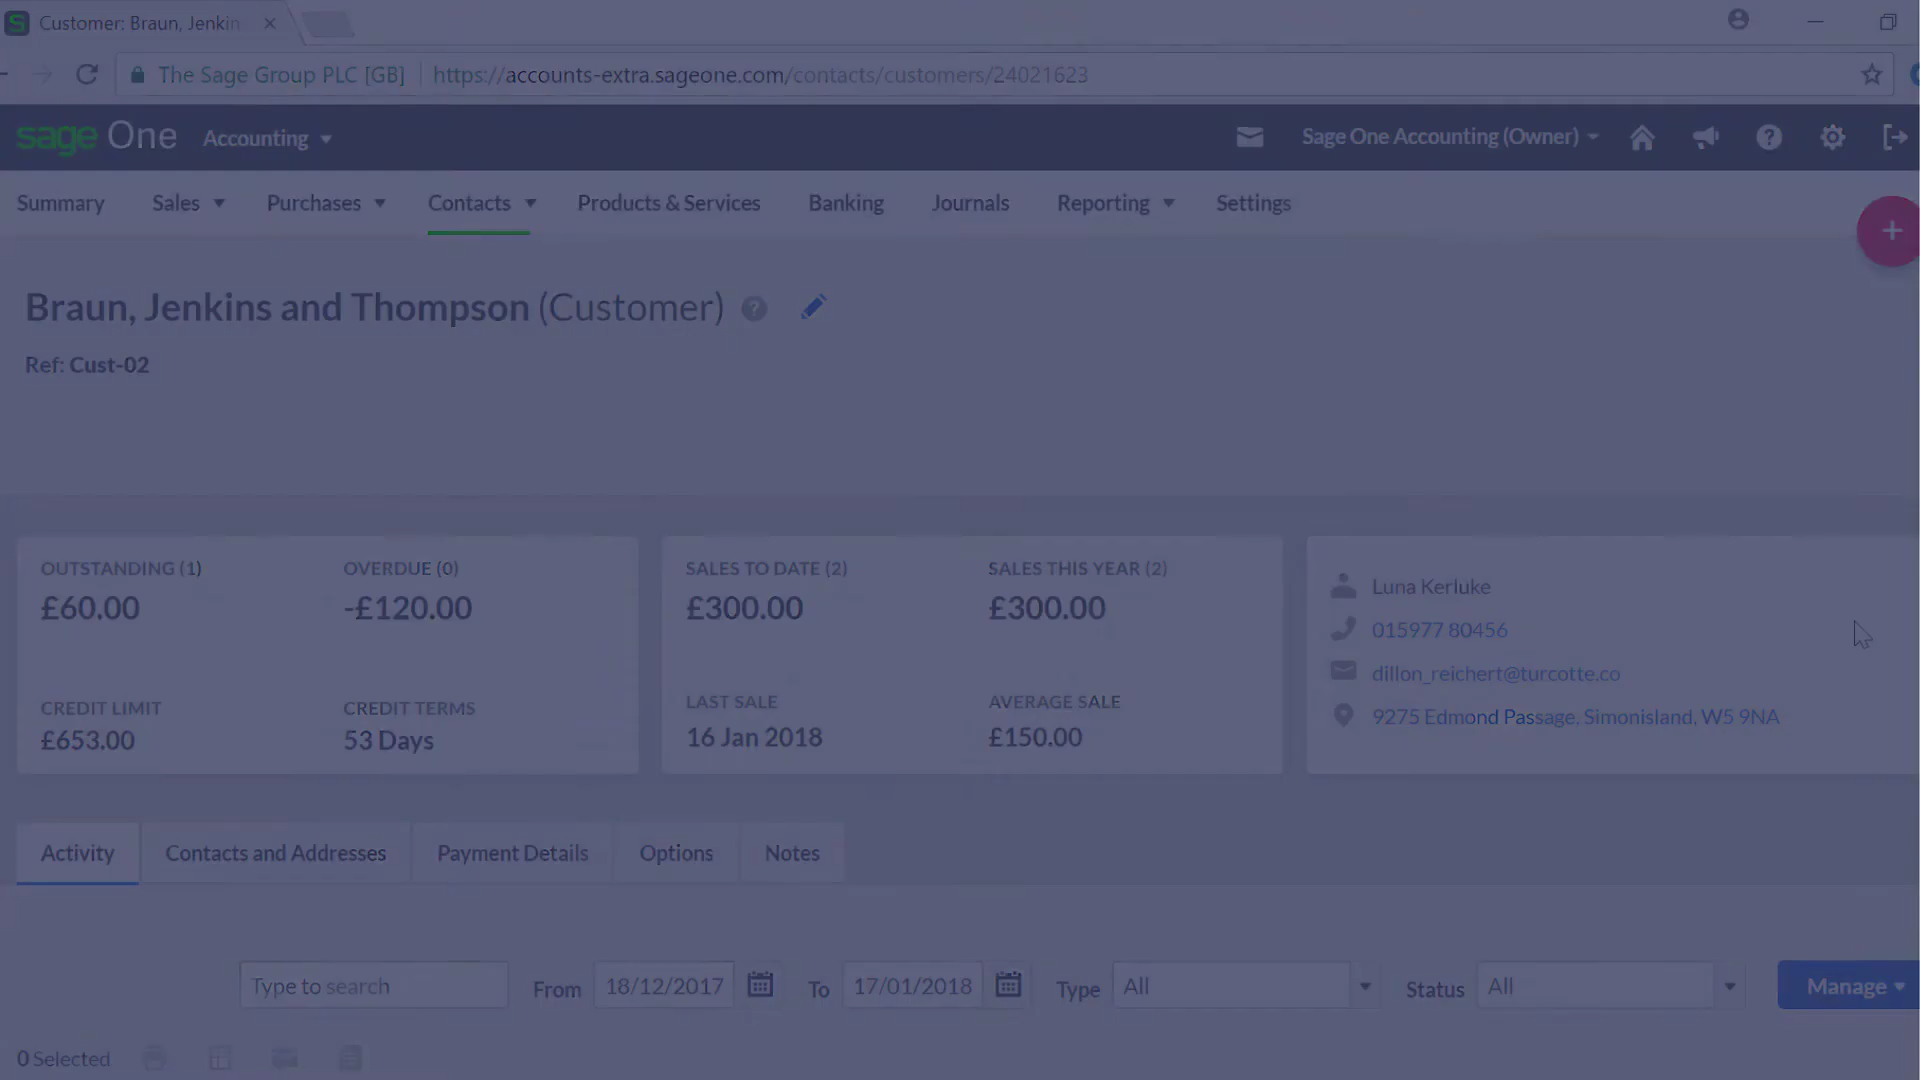 Customer: Braun, Jenkin
The Sage Group PLC [GB] https://accounts-extra.sageone.com/contacts/customers/24021623
sage One Accounting Sage One Accounting (Owner)
Summary Sales Purchases Contacts Products & Services Banking Journals Reporting Settings
Braun, Jenkins and Thompson (Customer)
Ref: Cust-02
OUTSTANDING (1) OVERDUE (0)
£60.00 -£120.00
CREDIT LIMIT CREDIT TERMS
£653.00 53 Days
SALES TO DATE (2) SALES THIS YEAR (2)
£300.00 £300.00
LAST SALE AVERAGE SALE
16 Jan 2018 £150.00
Luna Kerluke
015977 80456
dillon_reichert@turcotte.co
9275 Edmond Passage, Simonisland, W5 9NA
Activity Contacts and Addresses Payment Details Options Notes
Type to search From 18/12/2017 To 17/01/2018 Type All Status All Manage
0 Selected